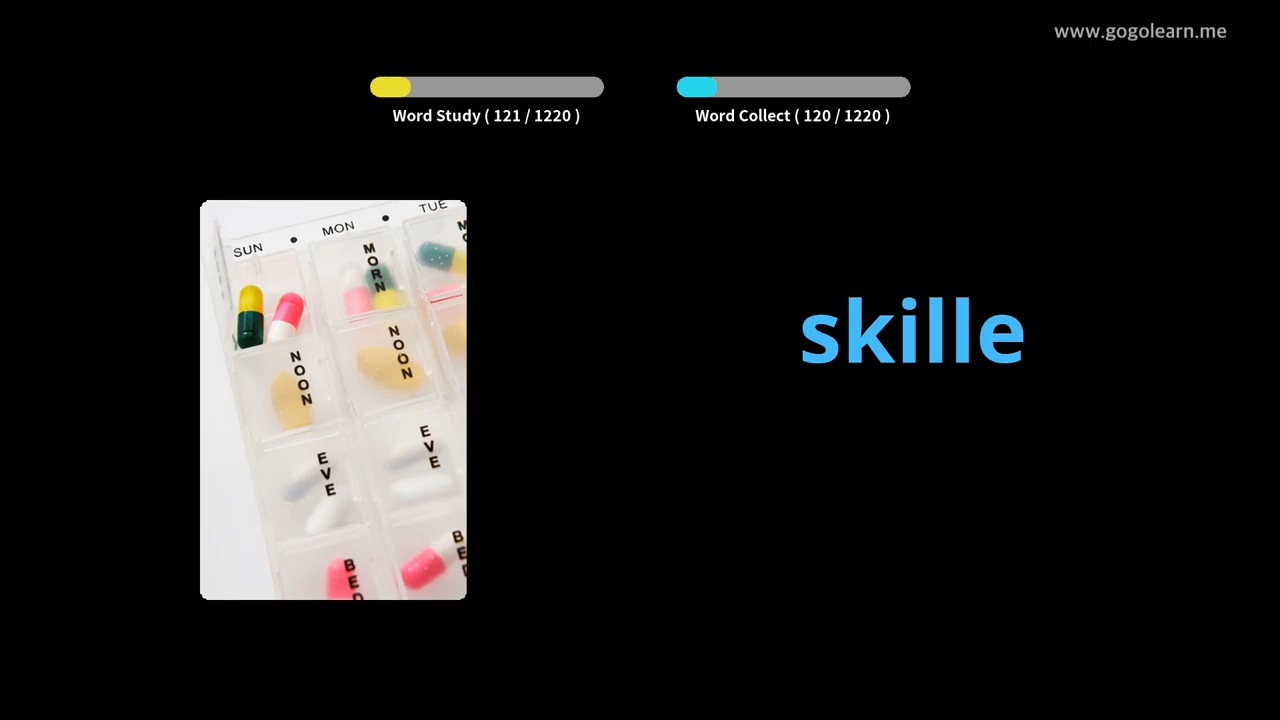 www.gogolearn.me
Word Study ( 121 / 1220 )
Word Collect ( 120 / 1220 )
SUN • MON • TUE
MORN
NOON
NOON
EVE
EVE
BED
skille